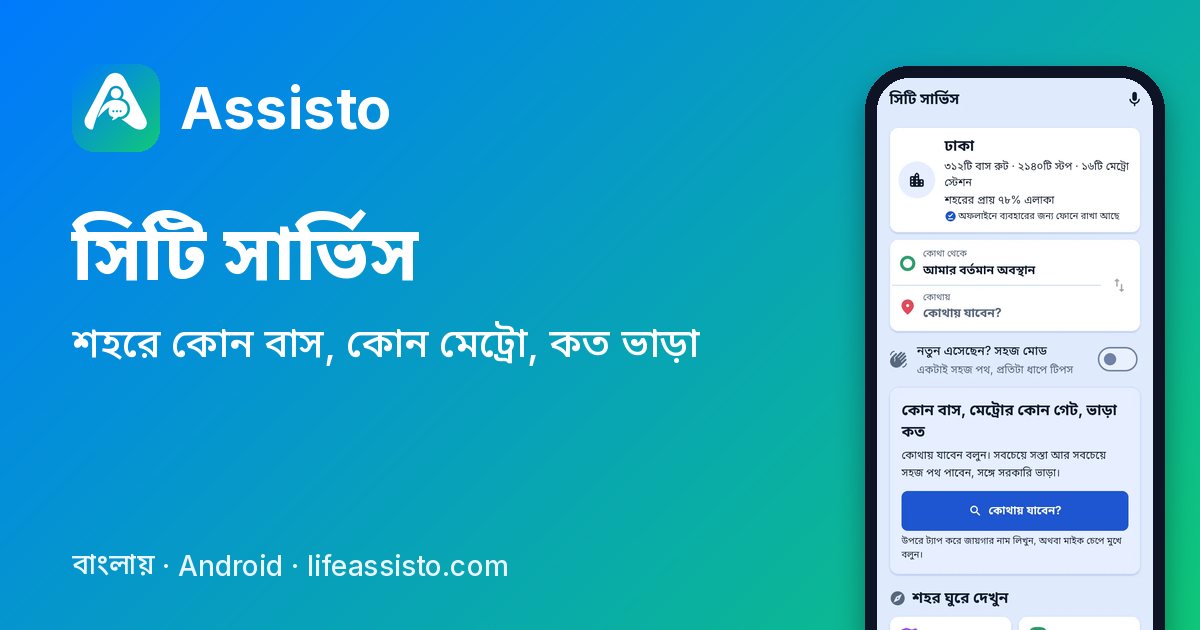 Assisto
সিটি সার্ভিস
শহরে কোন বাস, কোন মেট্রো, কত ভাড়া
বাংলায় · Android · lifeassisto.com
সিটি সার্ভিস
ঢাকা
৩১২টি বাস রুট · ২১৪০টি স্টপ · ১৬টি মেট্রো
স্টেশন
শহরের প্রায় ৭৮% এলাকা
অফলাইনে ব্যবহারের জন্য ফোনে রাখা আছে
কোথা থেকে
আমার বর্তমান অবস্থান
কোথায়
কোথায় যাবেন?
নতুন এসেছেন? সহজ মোড
একটাই সহজ পথ, প্রতিটা ধাপে টিপস
কোন বাস, মেট্রোর কোন গেট, ভাড়া
কত
কোথায় যাবেন বলুন। সবচেয়ে সস্তা আর সবচেয়ে
সহজ পথ পাবেন, সঙ্গে সরকারি ভাড়া।
কোথায় যাবেন?
উপরে ট্যাপ করে জায়গার নাম লিখুন, অথবা মাইক চেপে মুখে
বলুন।
শহর ঘুরে দেখুন